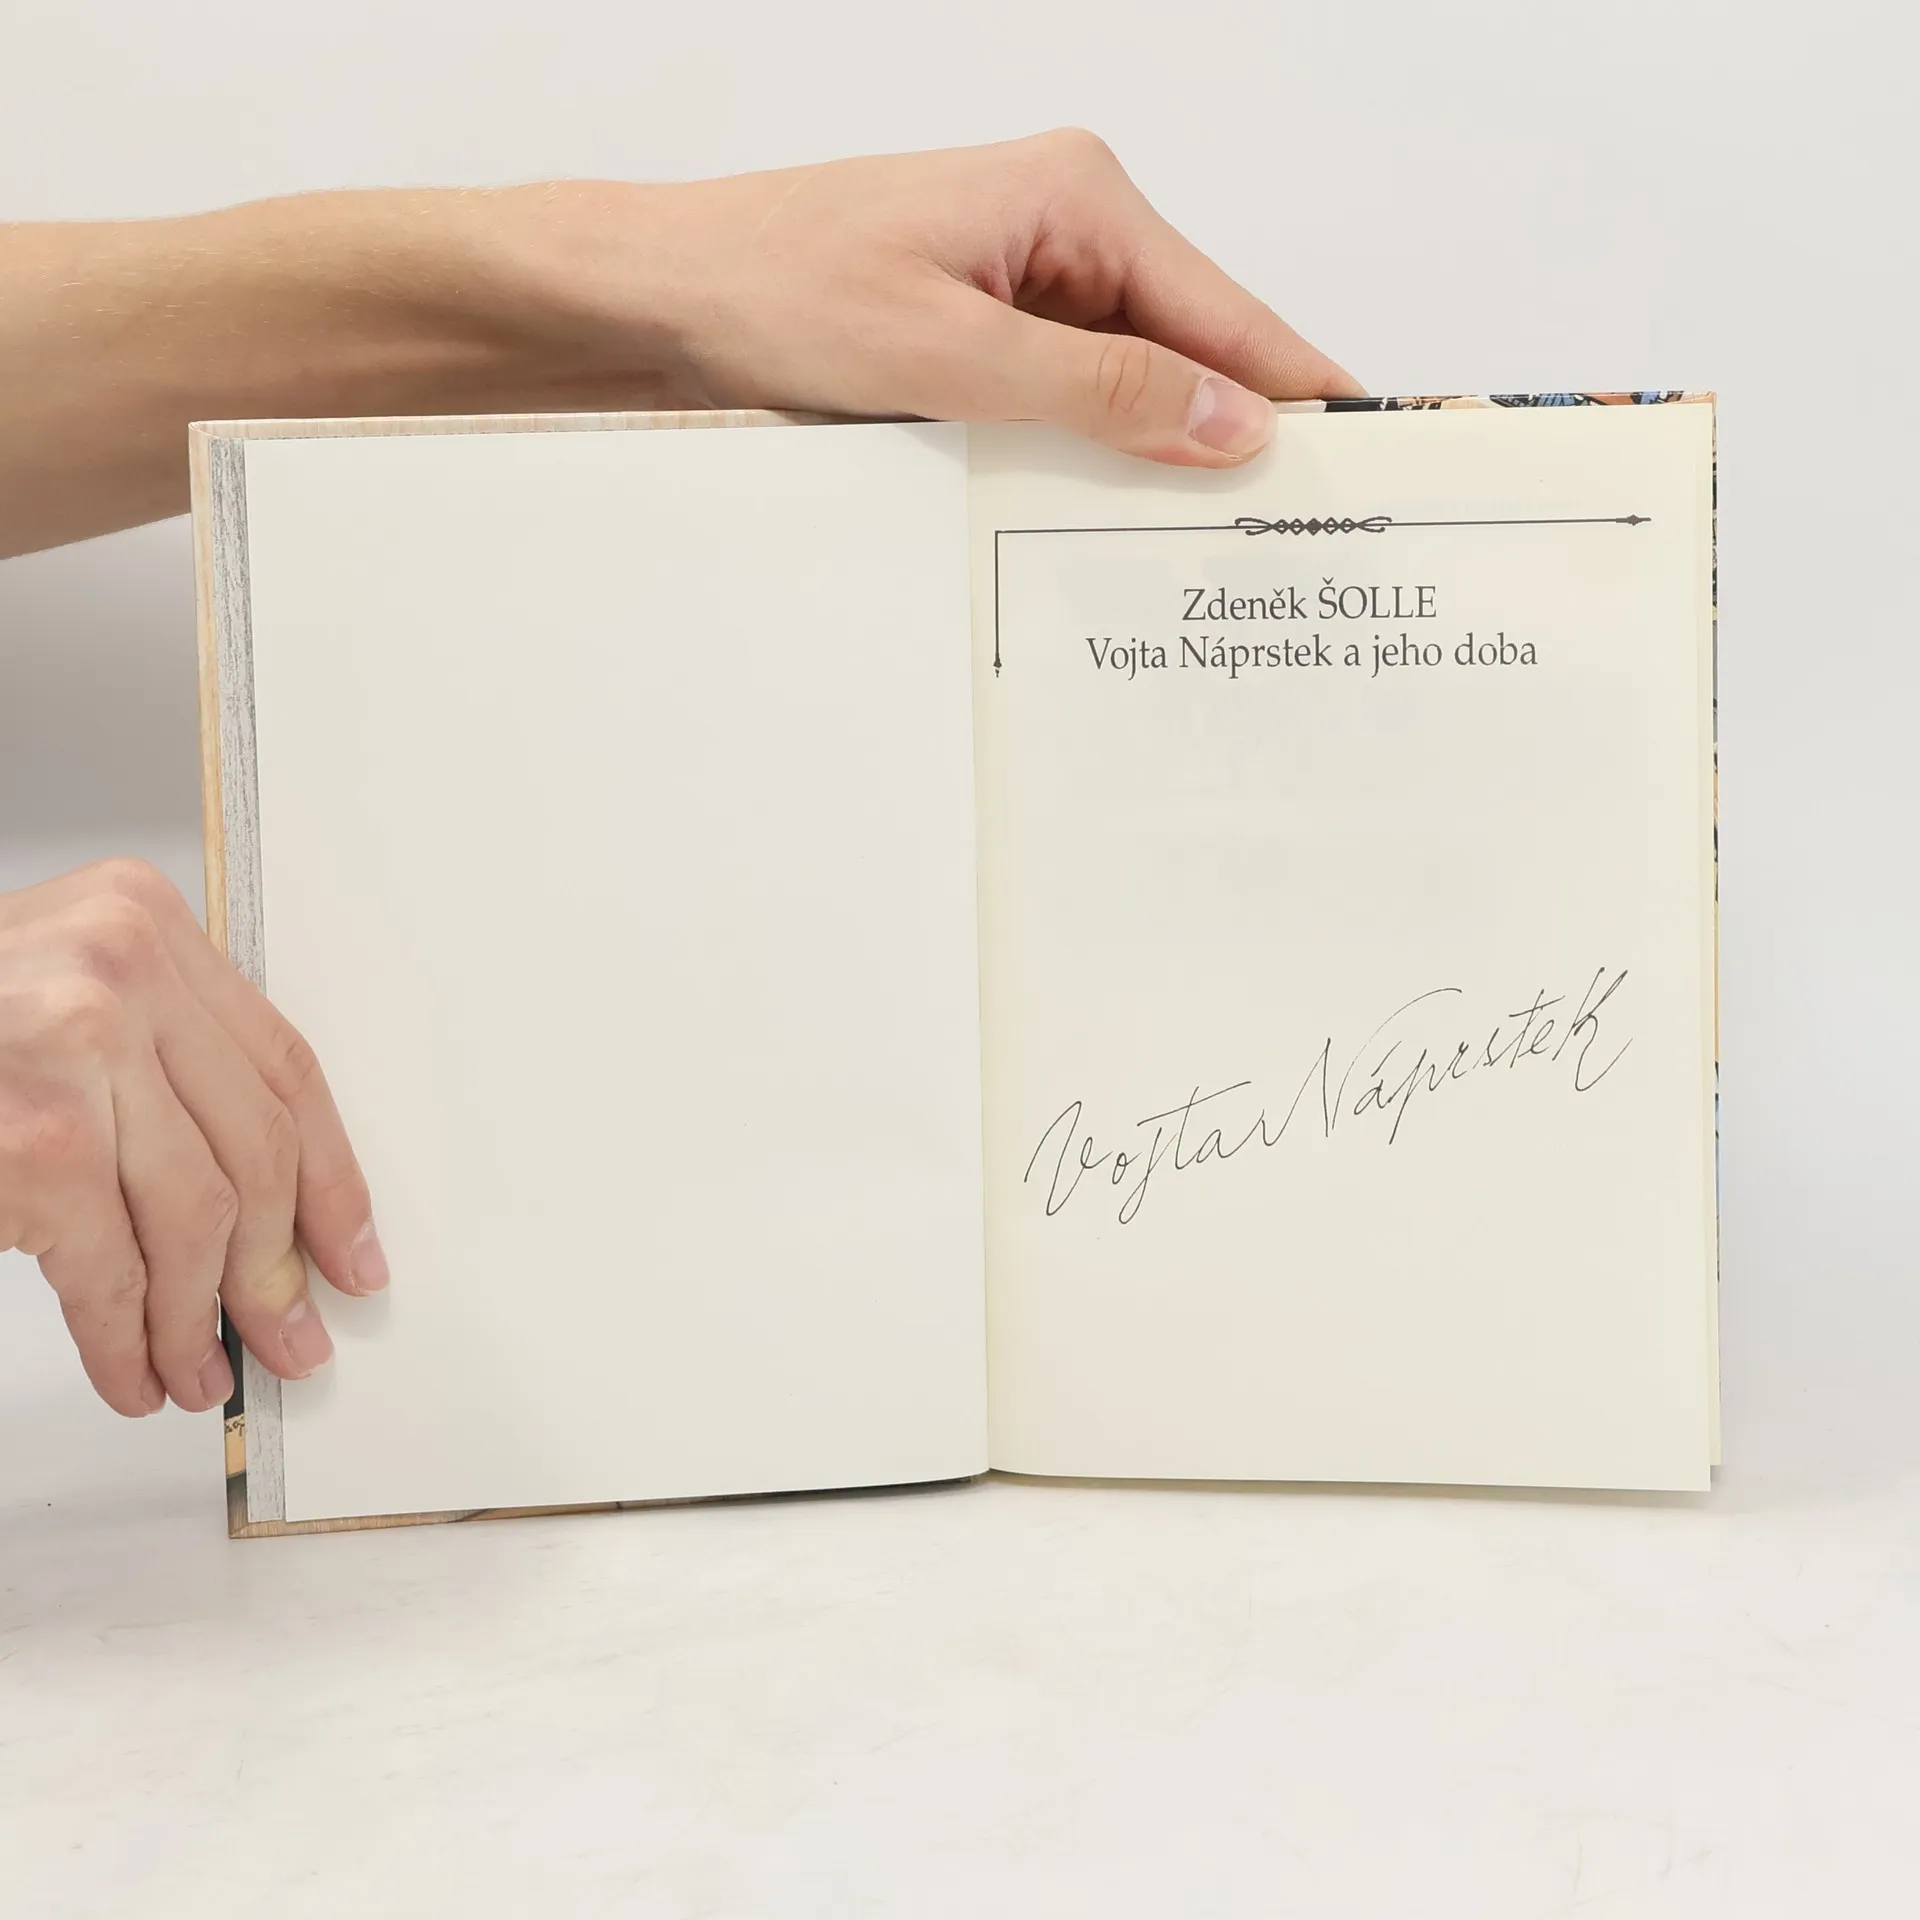 Zdeněk ŠOLLE
Vojta Náprstek a jeho doba
Vojta Náprstek